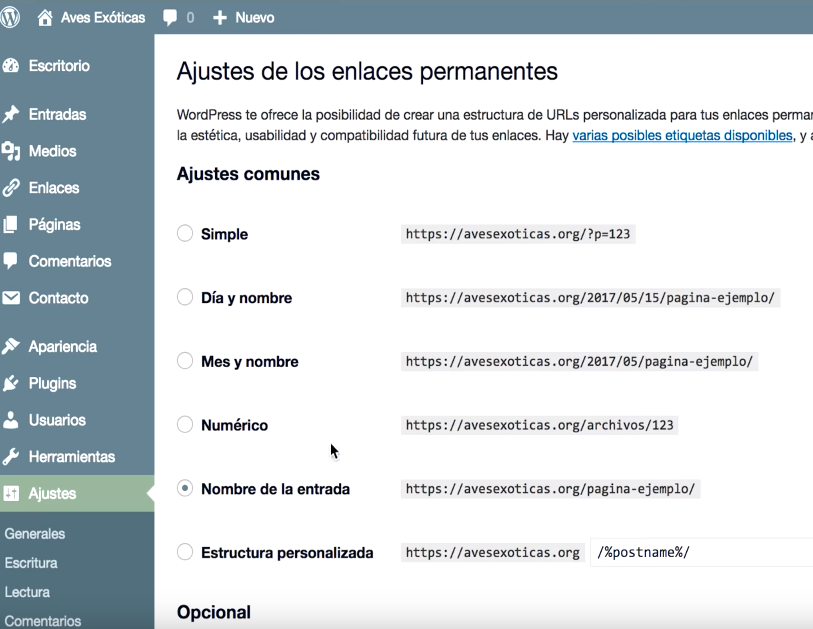 Aves Exóticas 0 Nuevo
Escritorio
Entradas
Medios
Enlaces
Páginas
Comentarios
Contacto
Apariencia
Plugins
Usuarios
Herramientas
Ajustes
Generales
Escritura
Lectura
Comentarios
Ajustes de los enlaces permanentes
WordPress te ofrece la posibilidad de crear una estructura de URLs personalizada para tus enlaces perma
la estética, usabilidad y compatibilidad futura de tus enlaces. Hay varias posibles etiquetas disponibles, y a
Ajustes comunes
Simple https://avesexoticas.org/?p=123
Día y nombre https://avesexoticas.org/2017/05/15/pagina-ejemplo/
Mes y nombre https://avesexoticas.org/2017/05/pagina-ejemplo/
Numérico https://avesexoticas.org/archivos/123
Nombre de la entrada https://avesexoticas.org/pagina-ejemplo/
Estructura personalizada https://avesexoticas.org /%postname%/
Opcional